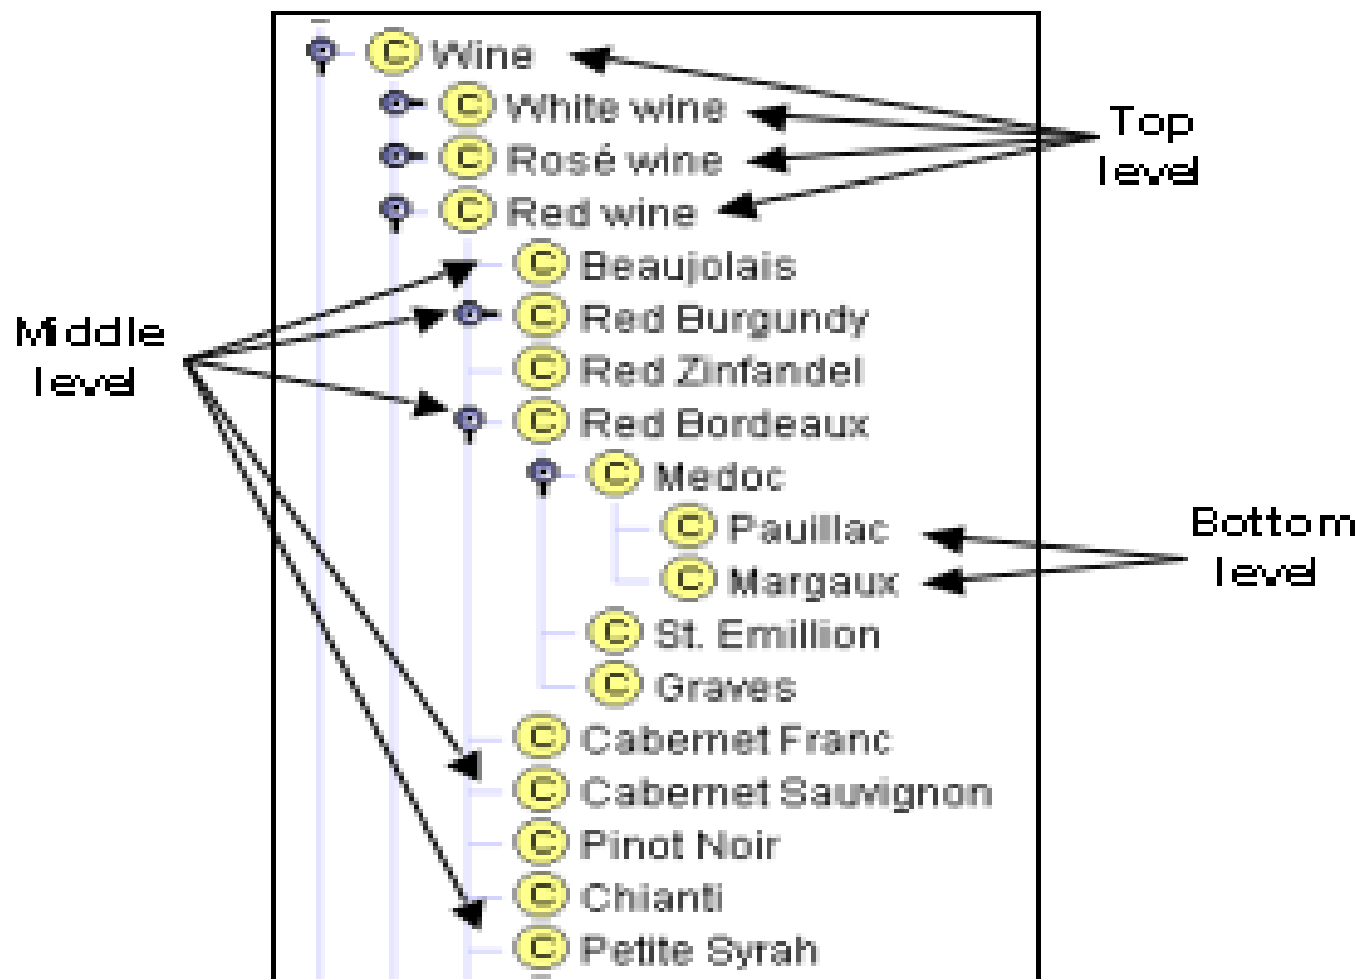 C Wine
C White wine
Top
level
C Rosé wine
C Red wine
C Beaujolais
C Red Burgundy
Middle
level
C Red Zinfandel
C Red Bordeaux
C Medoc
C Pauillac
Bottom
level
C Margaux
C St. Emillion
C Graves
C Cabernet Franc
C Cabernet Sauvignon
C Pinot Noir
C Chianti
C Petite Syrah